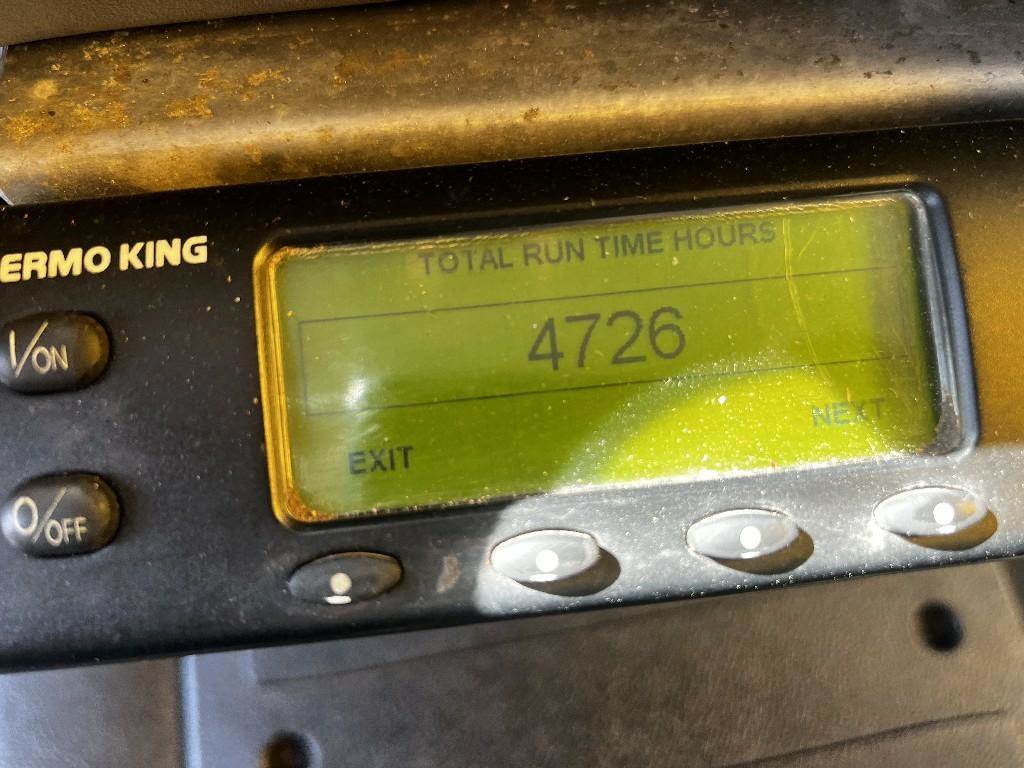 TOTAL RUN TIME HOURS
ERMO KING
4726
I/ON
NEXT
EXIT
O/OFF